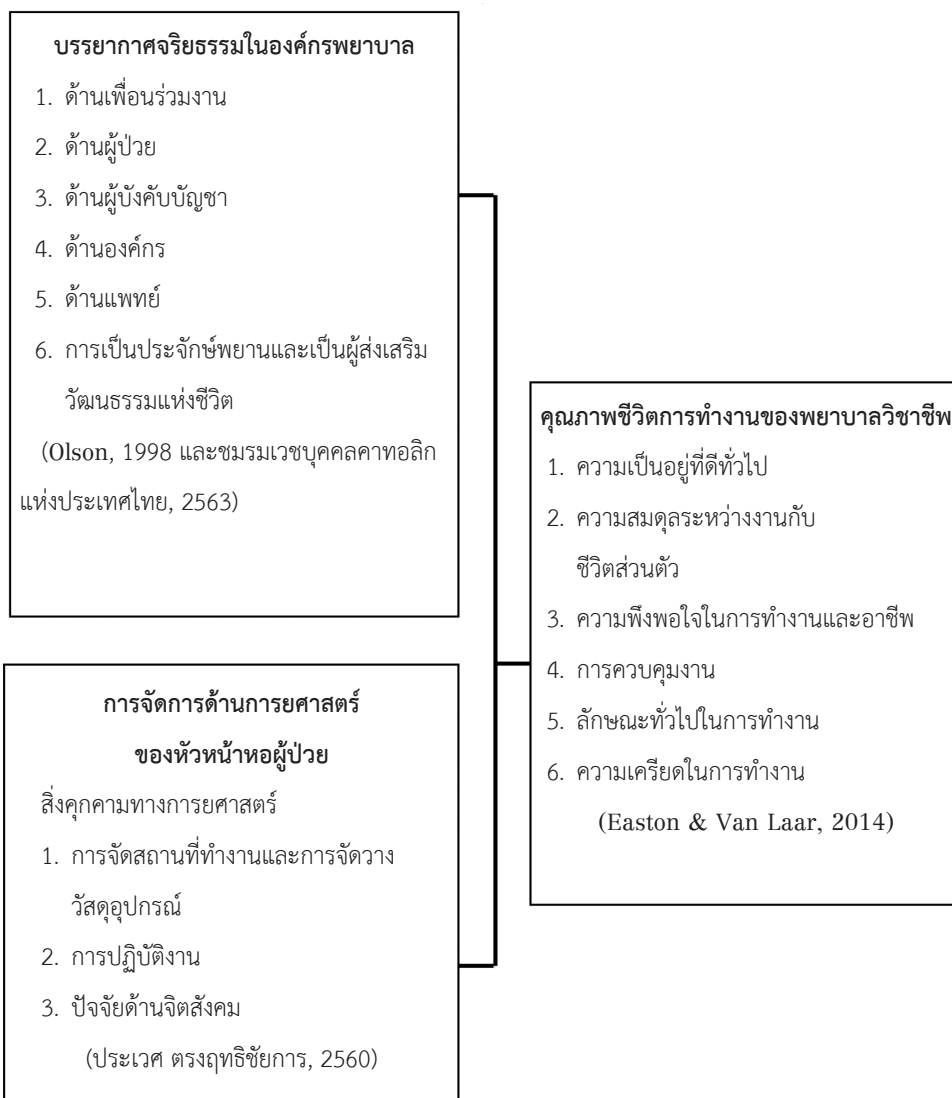 บรรยากาศจริยธรรมในองค์กรพยาบาล
1. ด้านเพื่อนร่วมงาน
2. ด้านผู้ป่วย
3. ด้านผู้บังคับบัญชา
4. ด้านองค์กร
5. ด้านแพทย์
6. การเป็นประจักษ์พยานและเป็นผู้ส่งเสริม
วัฒนธรรมแห่งชีวิต
(Olson, 1998 และชมรมเวชบุคคลคาทอลิก
แห่งประเทศไทย, 2563)
การจัดการด้านการยศาสตร์
ของหัวหน้าหอผู้ป่วย
สิ่งคุกคามทางการยศาสตร์
1. การจัดสถานที่ทำงานและการจัดวาง
วัสดุอุปกรณ์
2. การปฏิบัติงาน
3. ปัจจัยด้านจิตสังคม
(ประเวศ ตรงฤทธิชัยการ, 2560)
คุณภาพชีวิตการทำงานของพยาบาลวิชาชีพ
1. ความเป็นอยู่ที่ดีทั่วไป
2. ความสมดุลระหว่างงานกับ
ชีวิตส่วนตัว
3. ความพึงพอใจในการทำงานและอาชีพ
4. การควบคุมงาน
5. ลักษณะทั่วไปในการทำงาน
6. ความเครียดในการทำงาน
(Easton & Van Laar, 2014)